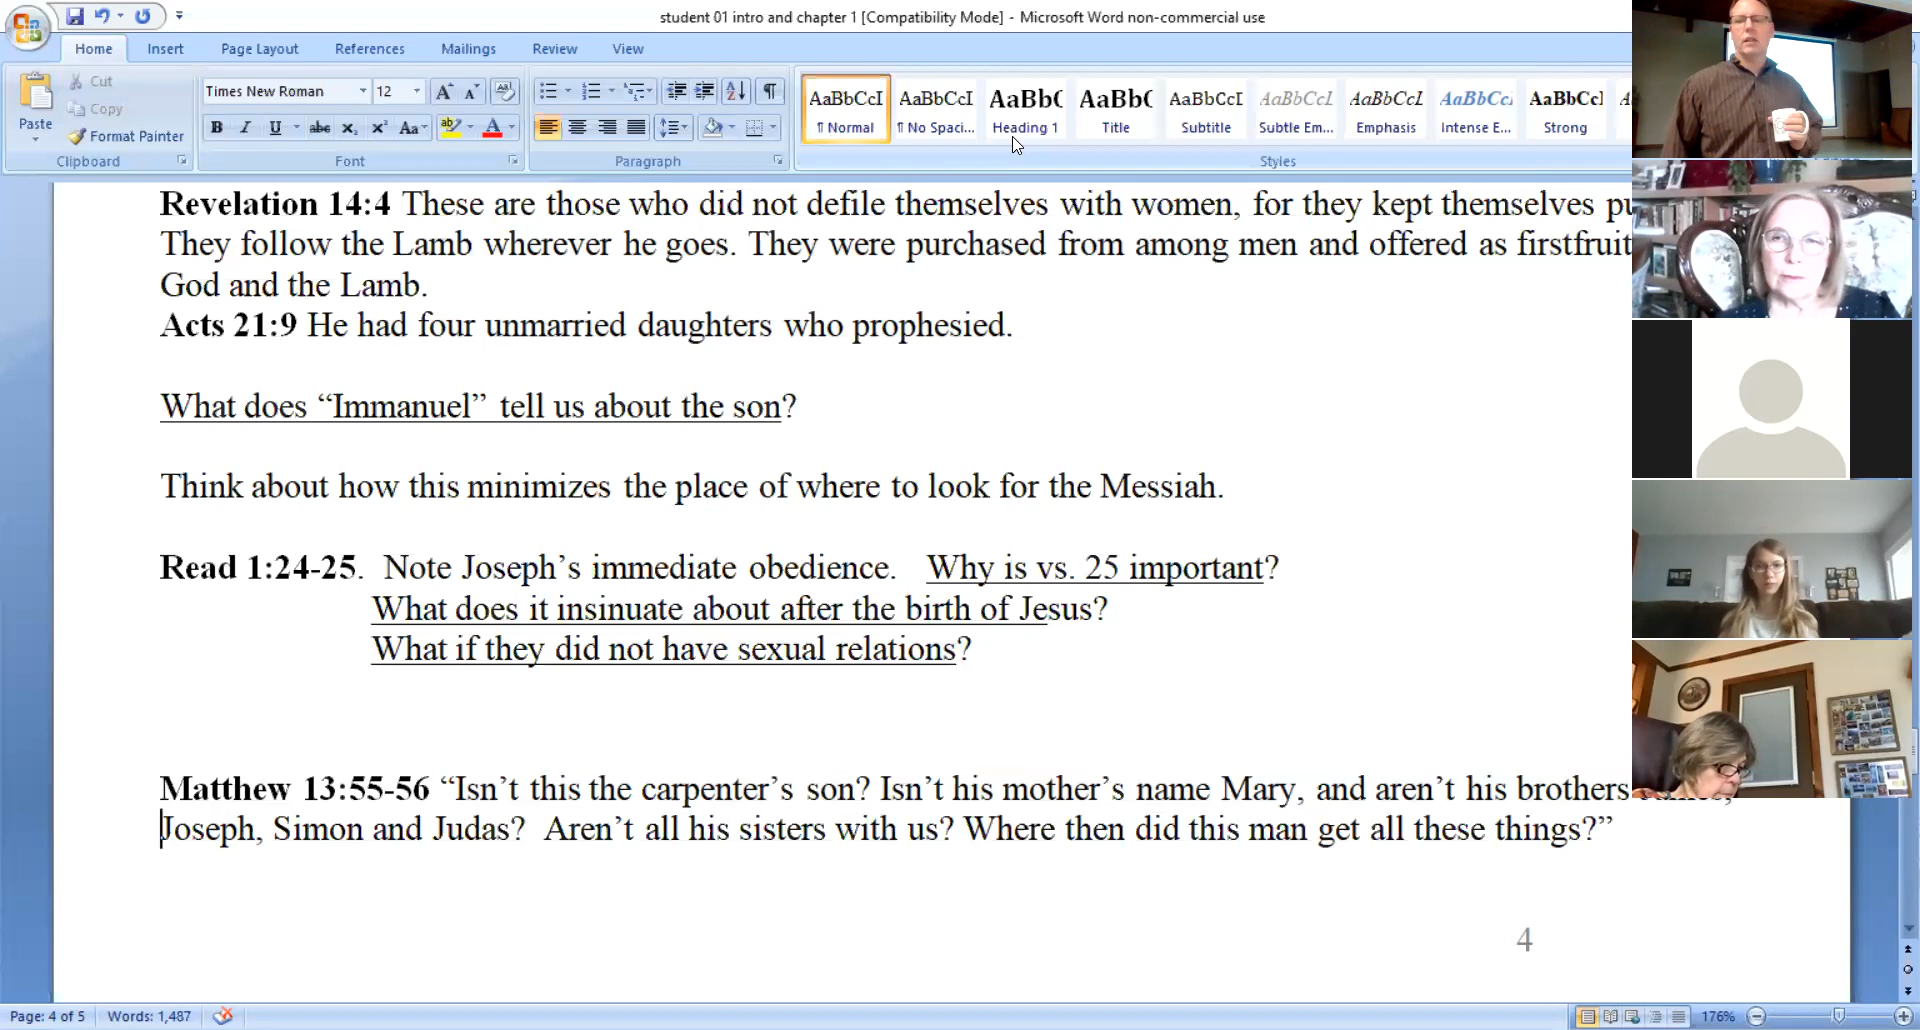 student 01 intro and chapter 1 [Compatibility Mode] - Microsoft Word non-commercial use
Home Insert Page Layout References Mailings Review View
Paste
Cut
Copy
Format Painter
Clipboard
Times New Roman 12
Font
Paragraph
AaBbCcI AaBbCcI AaBb( AaBb( AaBbCcI AaBbCcL AaBbCcL AaBbCc. AaBbCcI
¶ Normal ¶ No Spaci... Heading 1 Title Subtitle Subtle Em... Emphasis Intense E... Strong
Styles
Revelation 14:4 These are those who did not defile themselves with women, for they kept themselves
They follow the Lamb wherever he goes. They were purchased from among men and offered as firstfruit
God and the Lamb.
Acts 21:9 He had four unmarried daughters who prophesied.
What does “Immanuel” tell us about the son?
Think about how this minimizes the place of where to look for the Messiah.
Read 1:24-25. Note Joseph’s immediate obedience. Why is vs. 25 important?
What does it insinuate about after the birth of Jesus?
What if they did not have sexual relations?
Matthew 13:55-56 “Isn’t this the carpenter’s son? Isn’t his mother’s name Mary, and aren’t his brothers
Joseph, Simon and Judas? Aren’t all his sisters with us? Where then did this man get all these things?”
4
Page: 4 of 5 Words: 1,487 176%